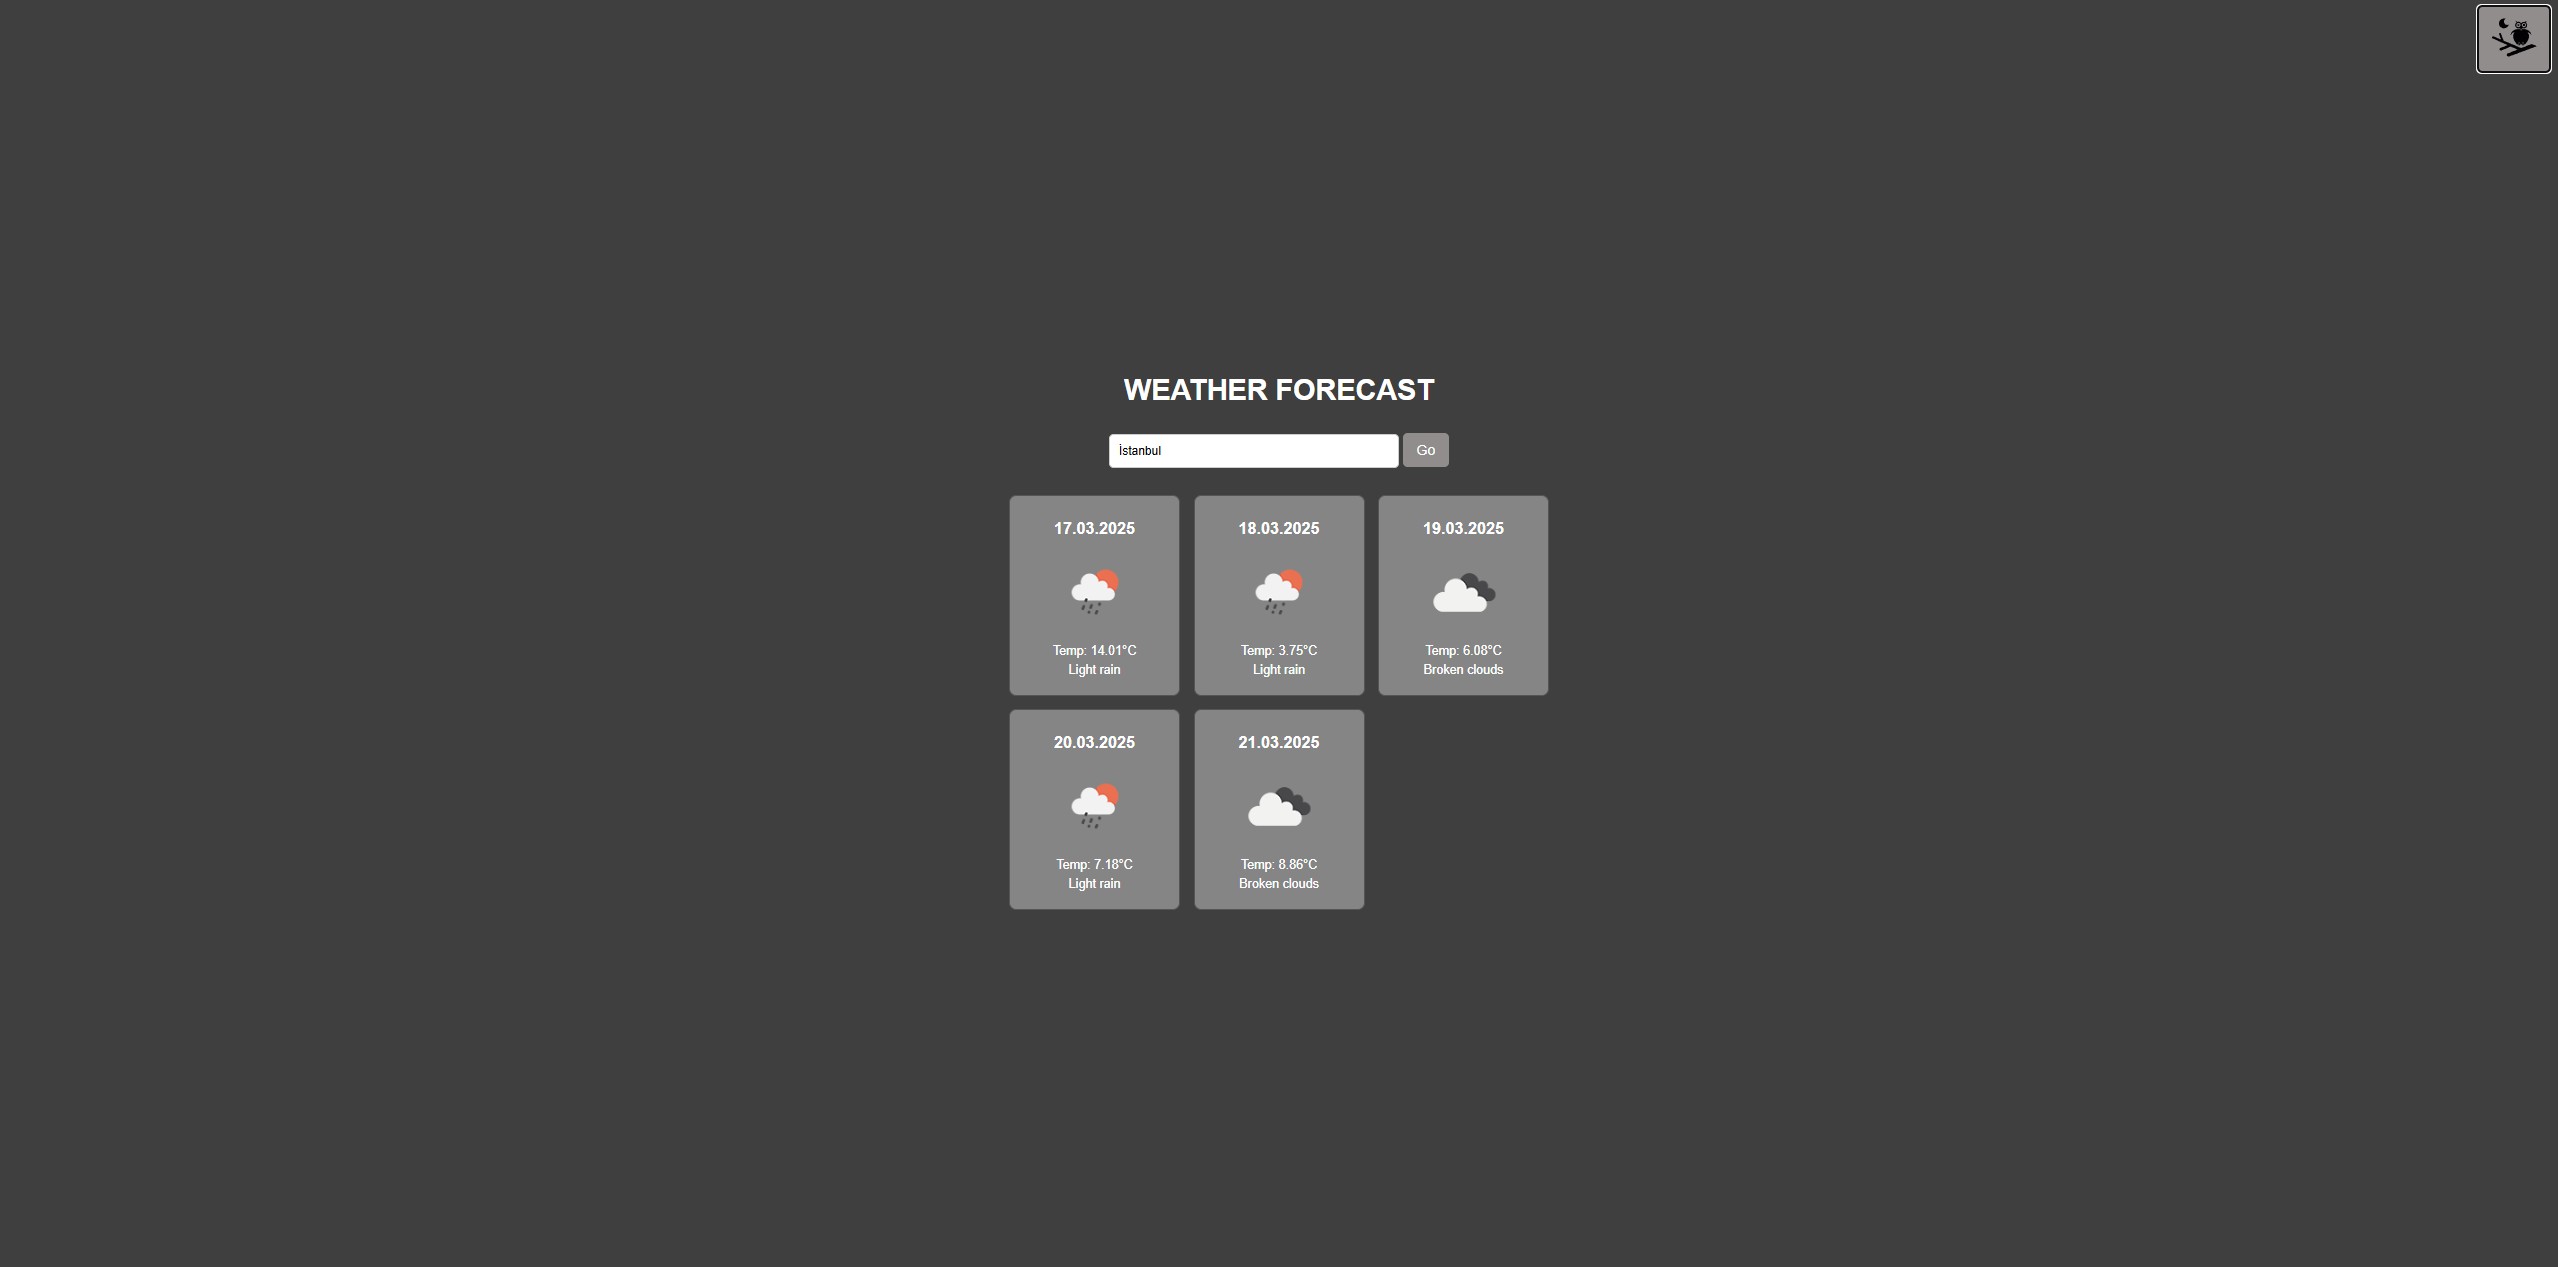 WEATHER FORECAST
İstanbul
Go
17.03.2025
Temp: 14.01°C
Light rain
18.03.2025
Temp: 3.75°C
Light rain
19.03.2025
Temp: 6.08°C
Broken clouds
20.03.2025
Temp: 7.18°C
Light rain
21.03.2025
Temp: 8.86°C
Broken clouds